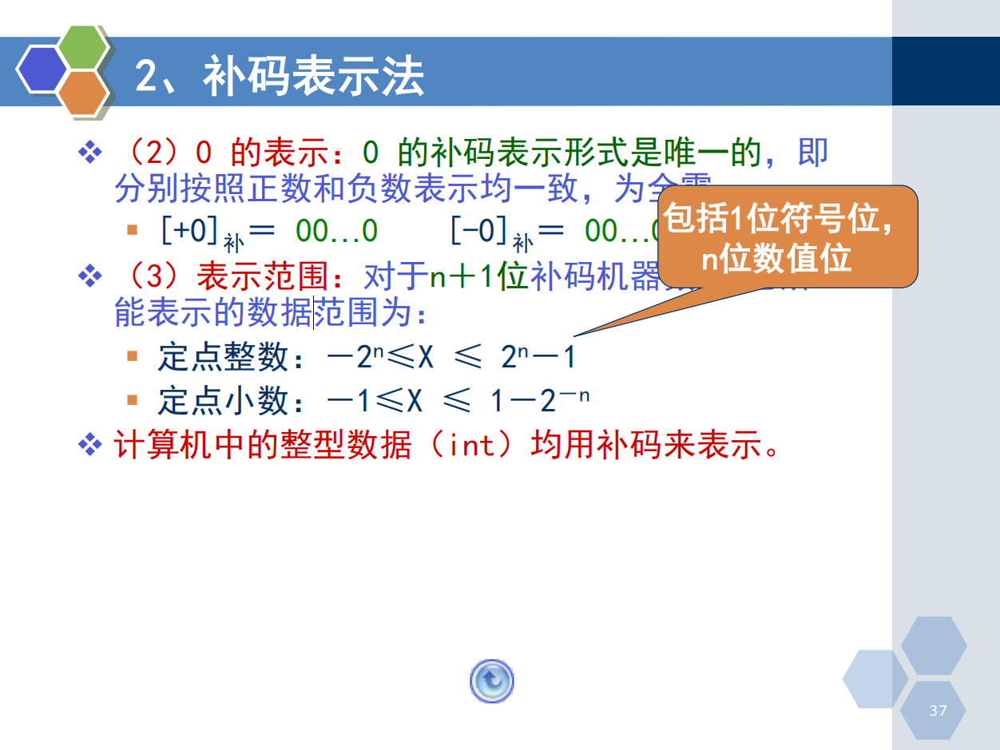 2、补码表示法
（2）0 的表示：0 的补码表示形式是唯一的，即
分别按照正数和负数表示均一致，为全零
[+0]补＝ 00…0 [-0]补＝ 00…0
包括1位符号位，
n位数值位
（3）表示范围：对于n＋1位补码机器
能表示的数据范围为：
定点整数：－2ⁿ≤X ≤ 2ⁿ－1
定点小数：－1≤X ≤ 1－2⁻ⁿ
计算机中的整型数据（int）均用补码来表示。
37